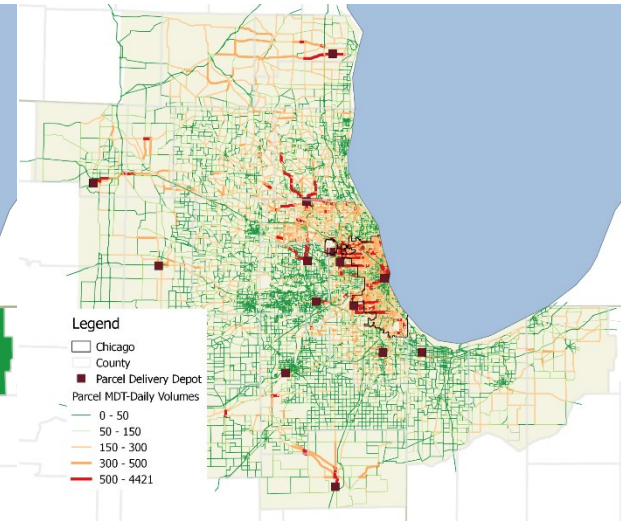 Legend
Chicago
County
Parcel Delivery Depot
Parcel MDT-Daily Volumes
0 - 50
50 - 150
150 - 300
300 - 500
500 - 4421